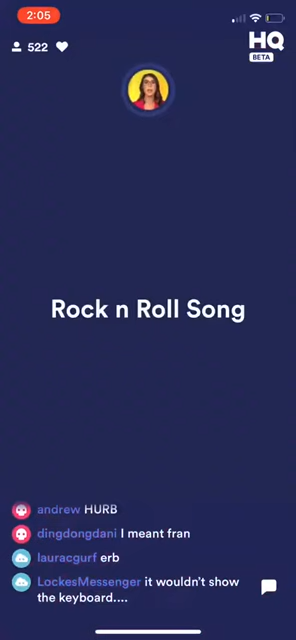 2:05
522
HQ
BETA
Rock n Roll Song
andrew HURB
dingdongdani I meant fran
lauracgurf erb
LockesMessenger it wouldn't show
the keyboard....